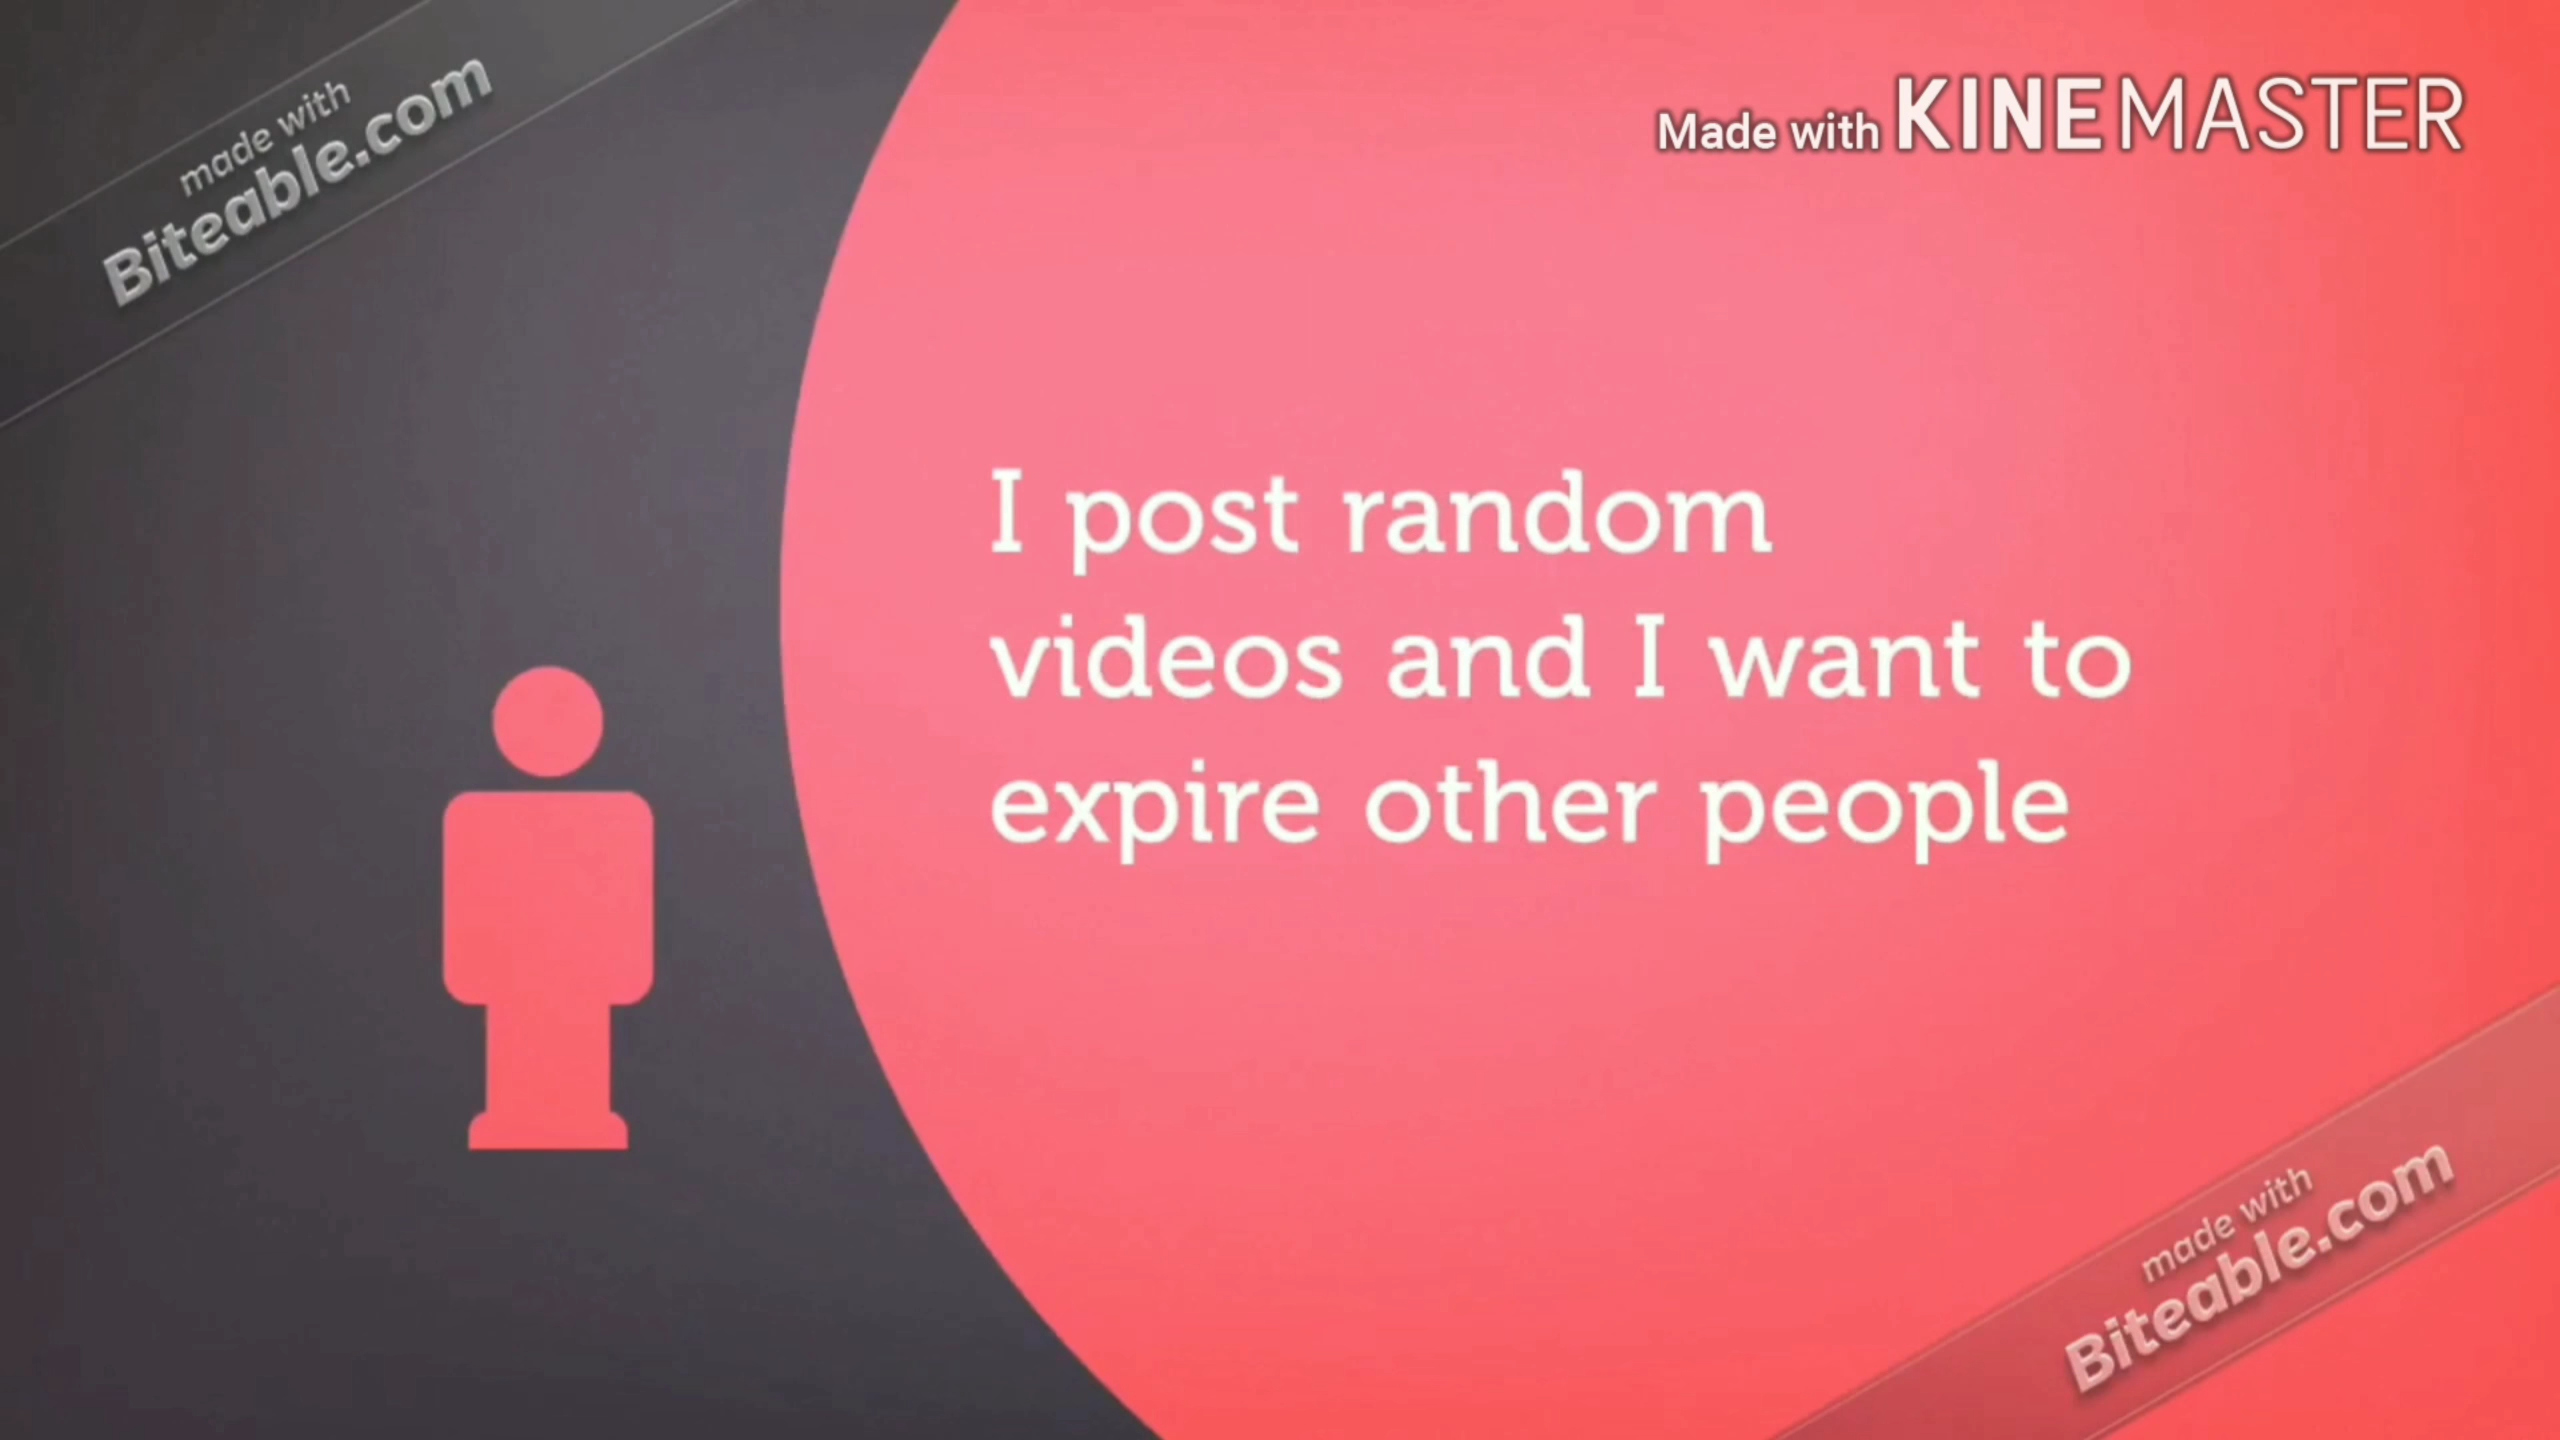 made with
Biteable.com
Made with KINEMASTER
I post random
videos and I want to
expire other people
made with
Biteable.com